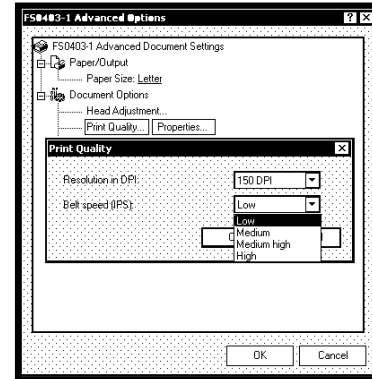 FS0403-1 Advanced Options
FS0403-1 Advanced Document Settings
Paper/Output
Paper Size: Letter
Document Options
Head Adjustment...
Print Quality... Properties...
Print Quality
Resolution in DPI: 150 DPI
Belt speed (IPS): Low
Low
Medium
Medium high
High
OK Cancel